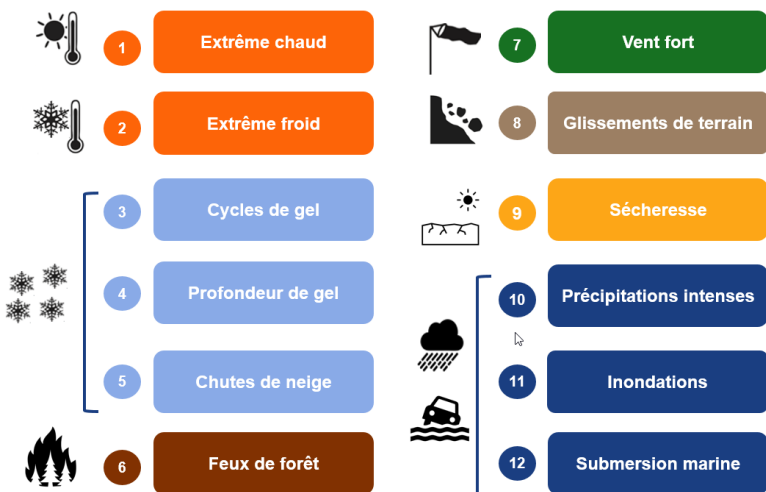 1 Extrême chaud
2 Extrême froid
3 Cycles de gel
4 Profondeur de gel
5 Chutes de neige
6 Feux de forêt
7 Vent fort
8 Glissements de terrain
9 Sécheresse
10 Précipitations intenses
11 Inondations
12 Submersion marine